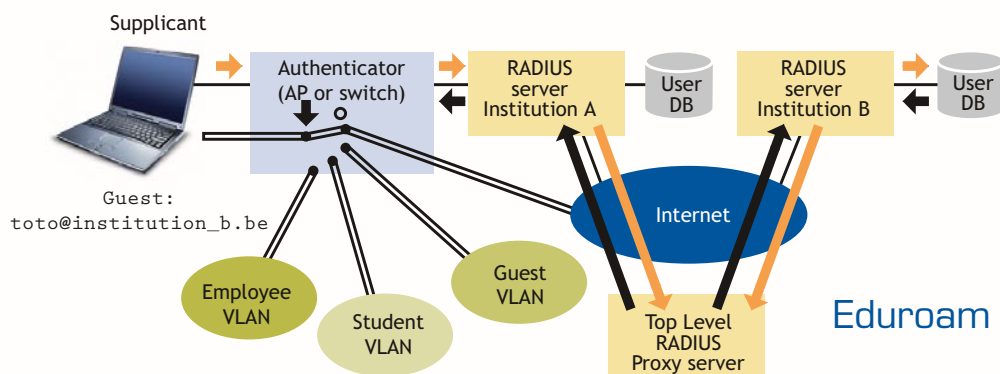 Supplicant
Authenticator
(AP or switch)
RADIUS
server
Institution A
User
DB
RADIUS
server
Institution B
User
DB
Guest:
toto@institution_b.be
Internet
Employee
VLAN
Student
VLAN
Guest
VLAN
Top Level
RADIUS
Proxy server
Eduroam